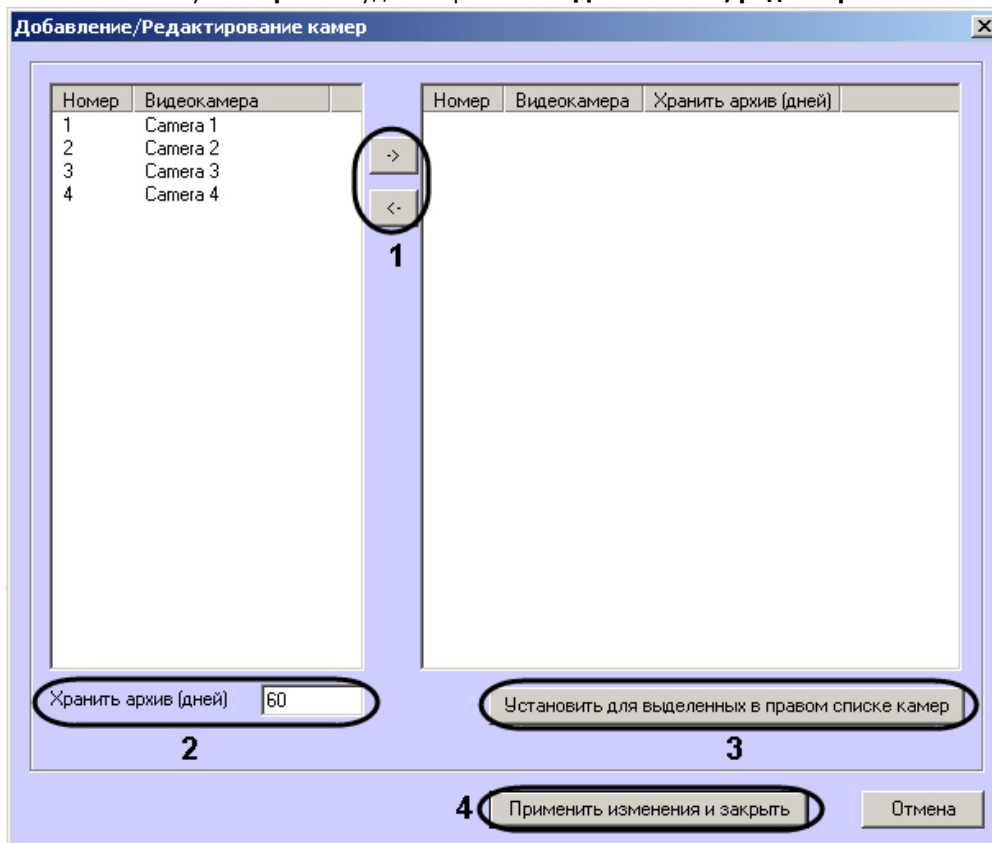 Добавление/Редактирование камер
Номер Видеокамера
1 Camera 1
2 Camera 2
3 Camera 3
4 Camera 4
->
<-
1
Номер Видеокамера Хранить архив (дней)
Хранить архив (дней) 60
2
Установить для выделенных в правом списке камер
3
4 Применить изменения и закрыть Отмена